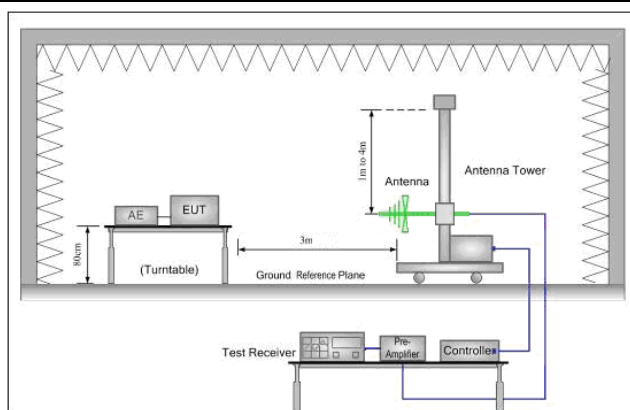 1m to 4m
Antenna
Antenna Tower
AE
EUT
80cm
(Turntable)
3m
Ground Reference Plane
Test Receiver
Pre-
Amplifier
Controller